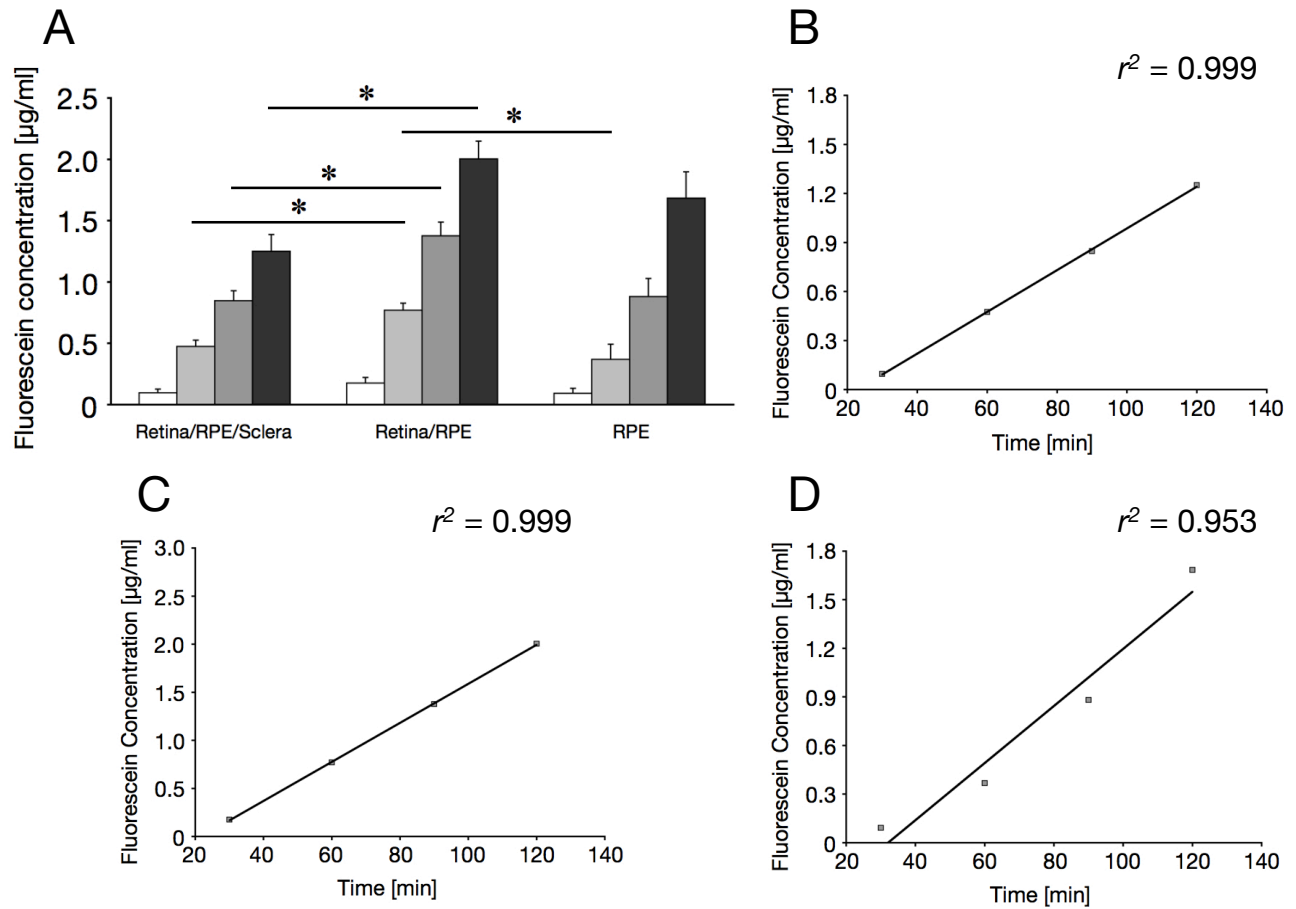 A
Fluorescein concentration [µg/ml]
2.5
2.0
1.5
1.0
0.5
0
*
*
*
*
Retina/RPE/Sclera
Retina/RPE
RPE
B
r² = 0.999
Fluorescein Concentration [µg/ml]
1.8
1.5
1.2
0.9
0.6
0.3
0
20 40 60 80 100 120 140
Time [min]
C
r² = 0.999
Fluorescein Concentration [µg/ml]
3.0
2.5
2.0
1.5
1.0
0.5
0
20 40 60 80 100 120 140
Time [min]
D
r² = 0.953
Fluorescein Concentration [µg/ml]
1.8
1.5
1.2
0.9
0.6
0.3
0
20 40 60 80 100 120 140
Time [min]